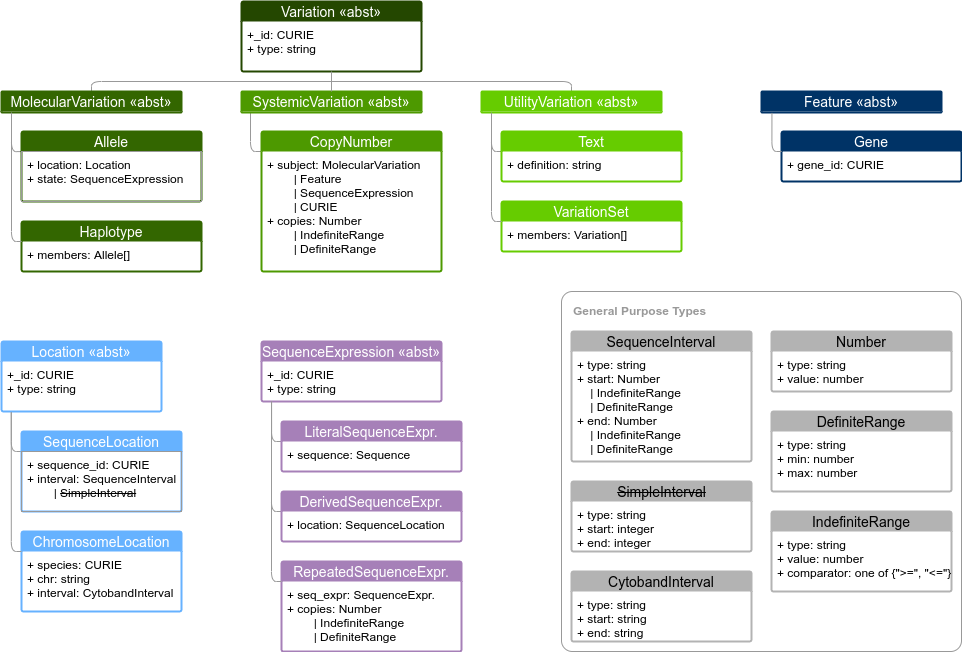 Variation «abst»
+_id: CURIE
+ type: string
MolecularVariation «abst»
Allele
+ location: Location
+ state: SequenceExpression
Haplotype
+ members: Allele[]
SystemicVariation «abst»
CopyNumber
+ subject: MolecularVariation
| Feature
| SequenceExpression
| CURIE
+ copies: Number
| IndefiniteRange
| DefiniteRange
UtilityVariation «abst»
Text
+ definition: string
VariationSet
+ members: Variation[]
Feature «abst»
Gene
+ gene_id: CURIE
Location «abst»
+_id: CURIE
+ type: string
SequenceLocation
+ sequence_id: CURIE
+ interval: SequenceInterval
| SimpleInterval
ChromosomeLocation
+ species: CURIE
+ chr: string
+ interval: CytobandInterval
SequenceExpression «abst»
+_id: CURIE
+ type: string
LiteralSequenceExpr.
+ sequence: Sequence
DerivedSequenceExpr.
+ location: SequenceLocation
RepeatedSequenceExpr.
+ seq_expr: SequenceExpr.
+ copies: Number
| IndefiniteRange
| DefiniteRange
General Purpose Types
SequenceInterval
+ type: string
+ start: Number
| IndefiniteRange
| DefiniteRange
+ end: Number
| IndefiniteRange
| DefiniteRange
SimpleInterval
+ type: string
+ start: integer
+ end: integer
CytobandInterval
+ type: string
+ start: string
+ end: string
Number
+ type: string
+ value: number
DefiniteRange
+ type: string
+ min: number
+ max: number
IndefiniteRange
+ type: string
+ value: number
+ comparator: one of {">=", "<="}